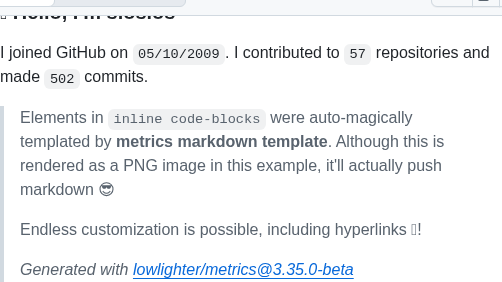 I joined GitHub on 05/10/2009. I contributed to 57 repositories and
made 502 commits.
Elements in inline code-blocks were auto-magically
templated by metrics markdown template. Although this is
rendered as a PNG image in this example, it'll actually push
markdown 😎
Endless customization is possible, including hyperlinks !
Generated with lowlighter/metrics@3.35.0-beta